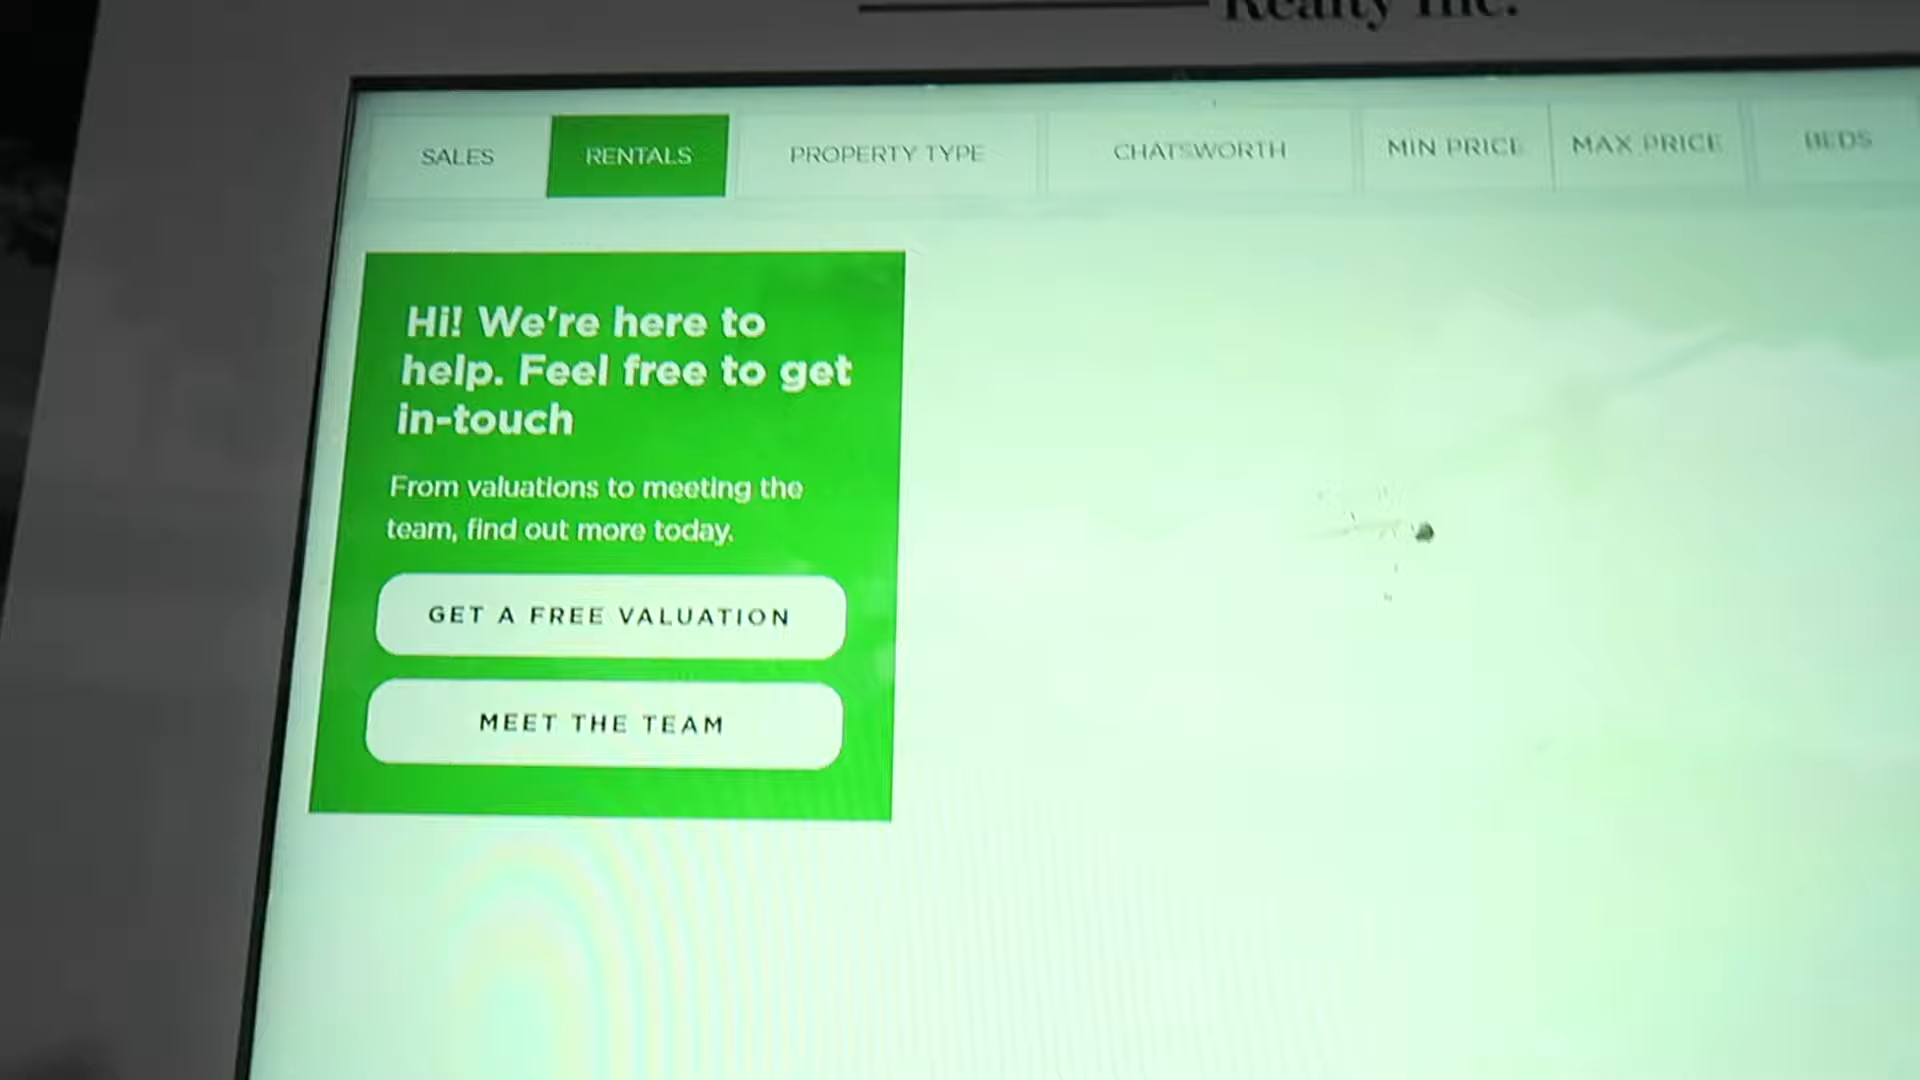 Realty Inc.
SALES RENTALS PROPERTY TYPE CHATSWORTH MIN PRICE MAX PRICE BEDS
Hi! We're here to
help. Feel free to get
in-touch
From valuations to meeting the
team, find out more today.
GET A FREE VALUATION
MEET THE TEAM